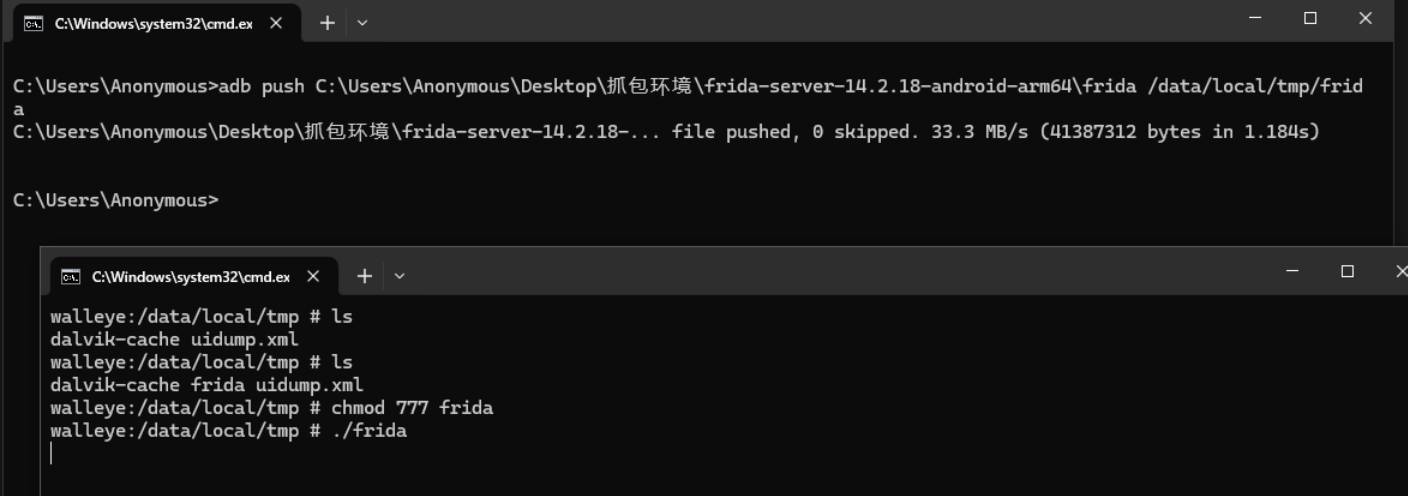 C:\Windows\system32\cmd.ex
C:\Users\Anonymous>adb push C:\Users\Anonymous\Desktop\抓包环境\frida-server-14.2.18-android-arm64\frida /data/local/tmp/frid
a
C:\Users\Anonymous\Desktop\抓包环境\frida-server-14.2.18-... file pushed, 0 skipped. 33.3 MB/s (41387312 bytes in 1.184s)
C:\Users\Anonymous>
C:\Windows\system32\cmd.ex
walleye:/data/local/tmp # ls
dalvik-cache uidump.xml
walleye:/data/local/tmp # ls
dalvik-cache frida uidump.xml
walleye:/data/local/tmp # chmod 777 frida
walleye:/data/local/tmp # ./frida